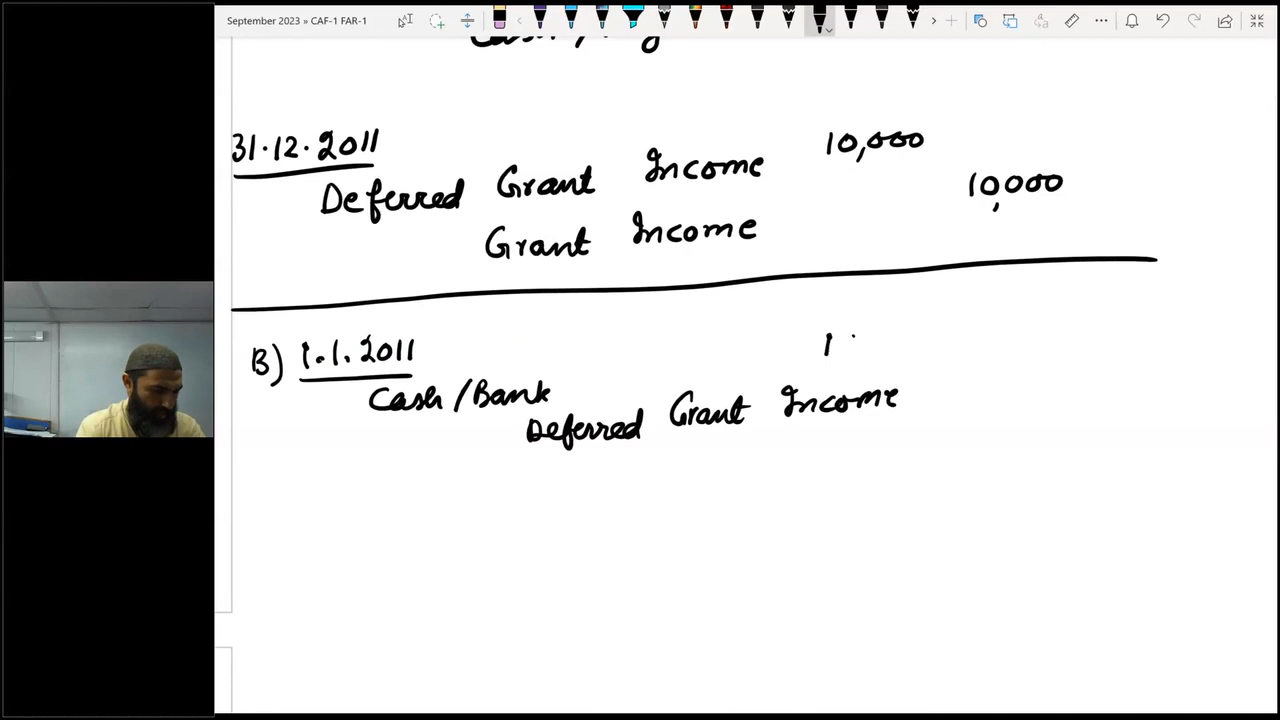 September 2023 » CAF-1 FAR-1
31.12.2011
Deferred Grant Income 10,000
Grant Income 10,000
B) 1.1.2011
Cash/Bank 1
Deferred Grant Income